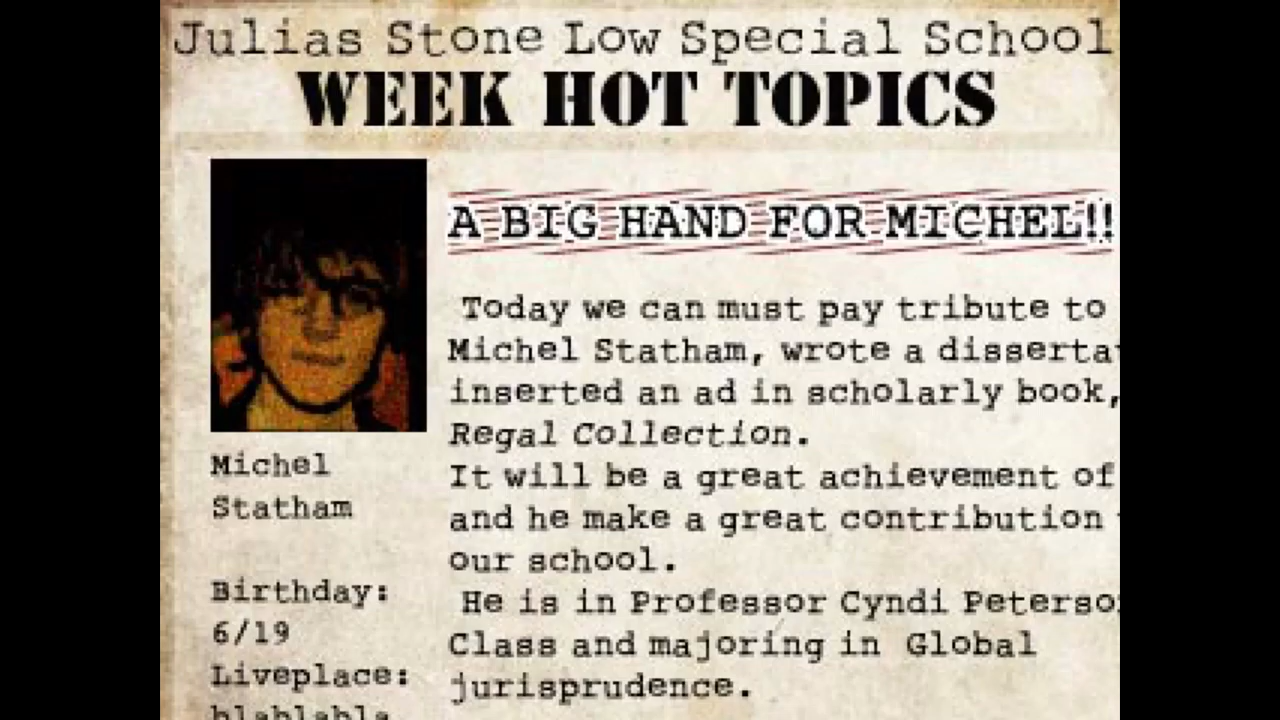 Julias Stone Low Special School
WEEK HOT TOPICS
A BIG HAND FOR MICHEL!!
Today we can must pay tribute to
Michel Statham, wrote a disserta
inserted an ad in scholarly book,
Regal Collection.
It will be a great achievement of
and he make a great contribution
our school.
He is in Professor Cyndi Peterso
Class and majoring in Global
jurisprudence.
Michel
Statham
Birthday:
6/19
Liveplace:
blablabla